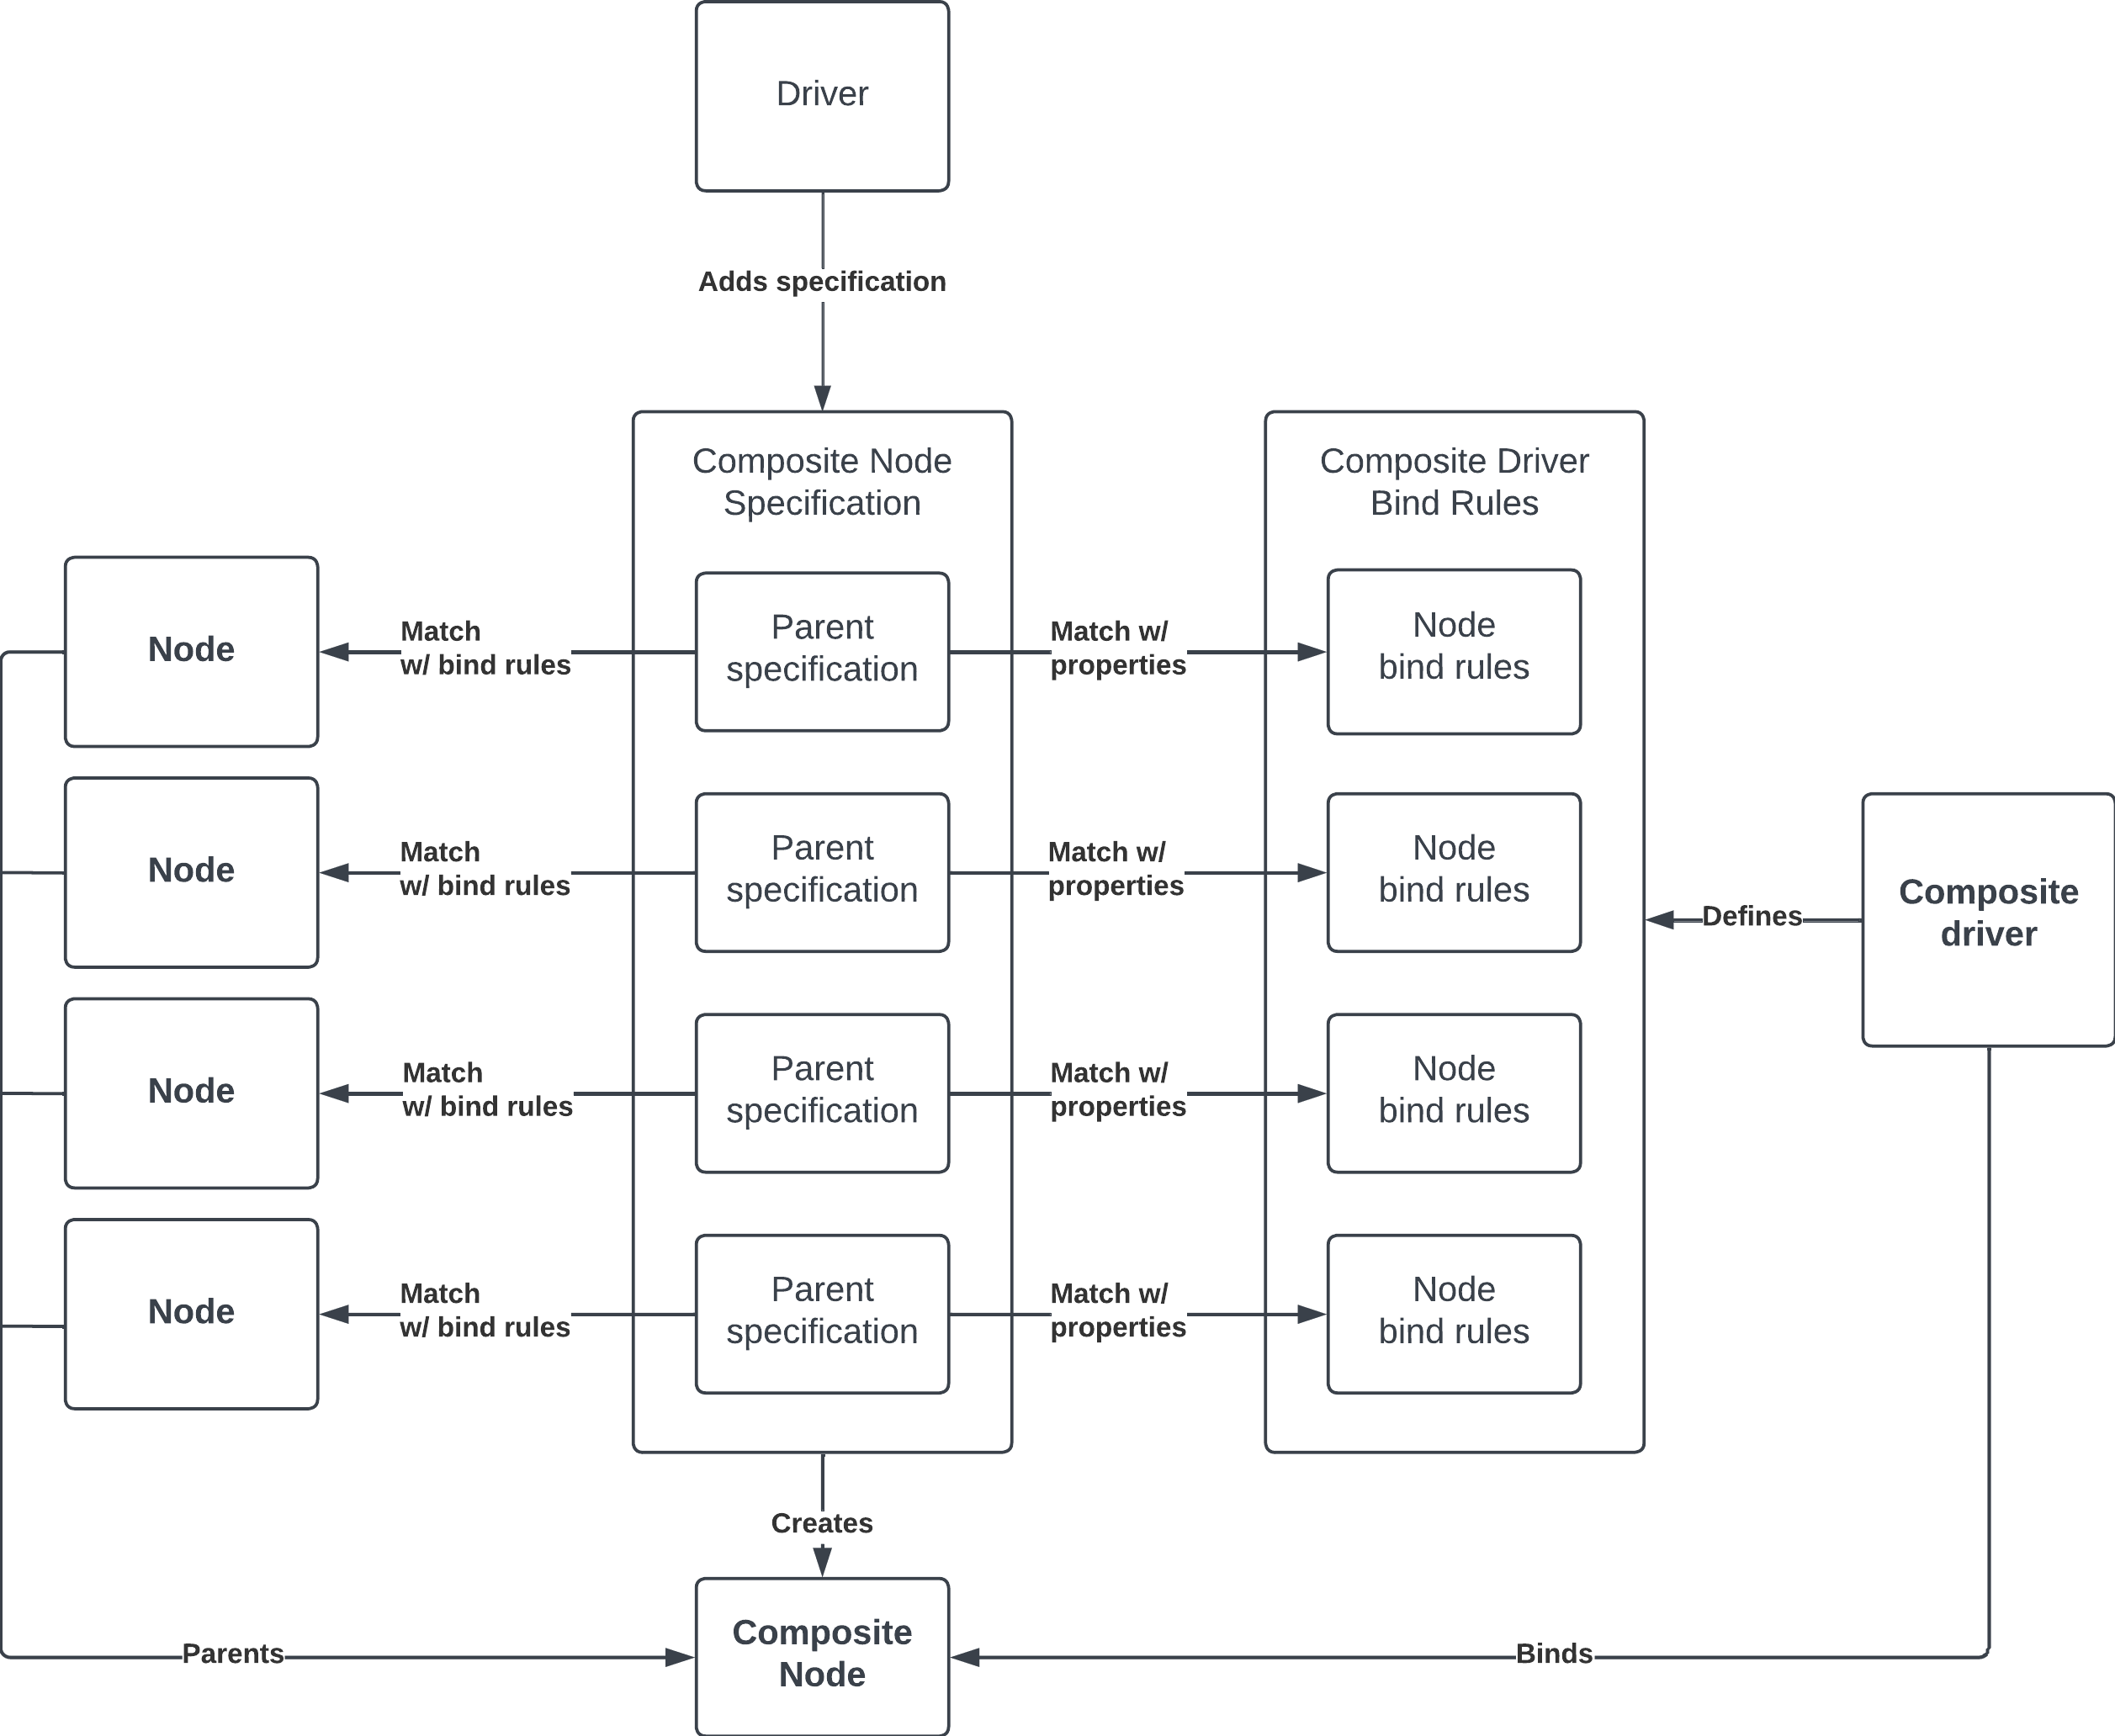 Driver
Adds specification
Composite Node
Specification
Composite Driver
Bind Rules
Node
Match
w/ bind rules
Parent
specification
Match w/
properties
Node
bind rules
Node
Match
w/ bind rules
Parent
specification
Match w/
properties
Node
bind rules
Defines
Composite
driver
Node
Match
w/ bind rules
Parent
specification
Match w/
properties
Node
bind rules
Node
Match
w/ bind rules
Parent
specification
Match w/
properties
Node
bind rules
Creates
Parents
Composite
Node
Binds